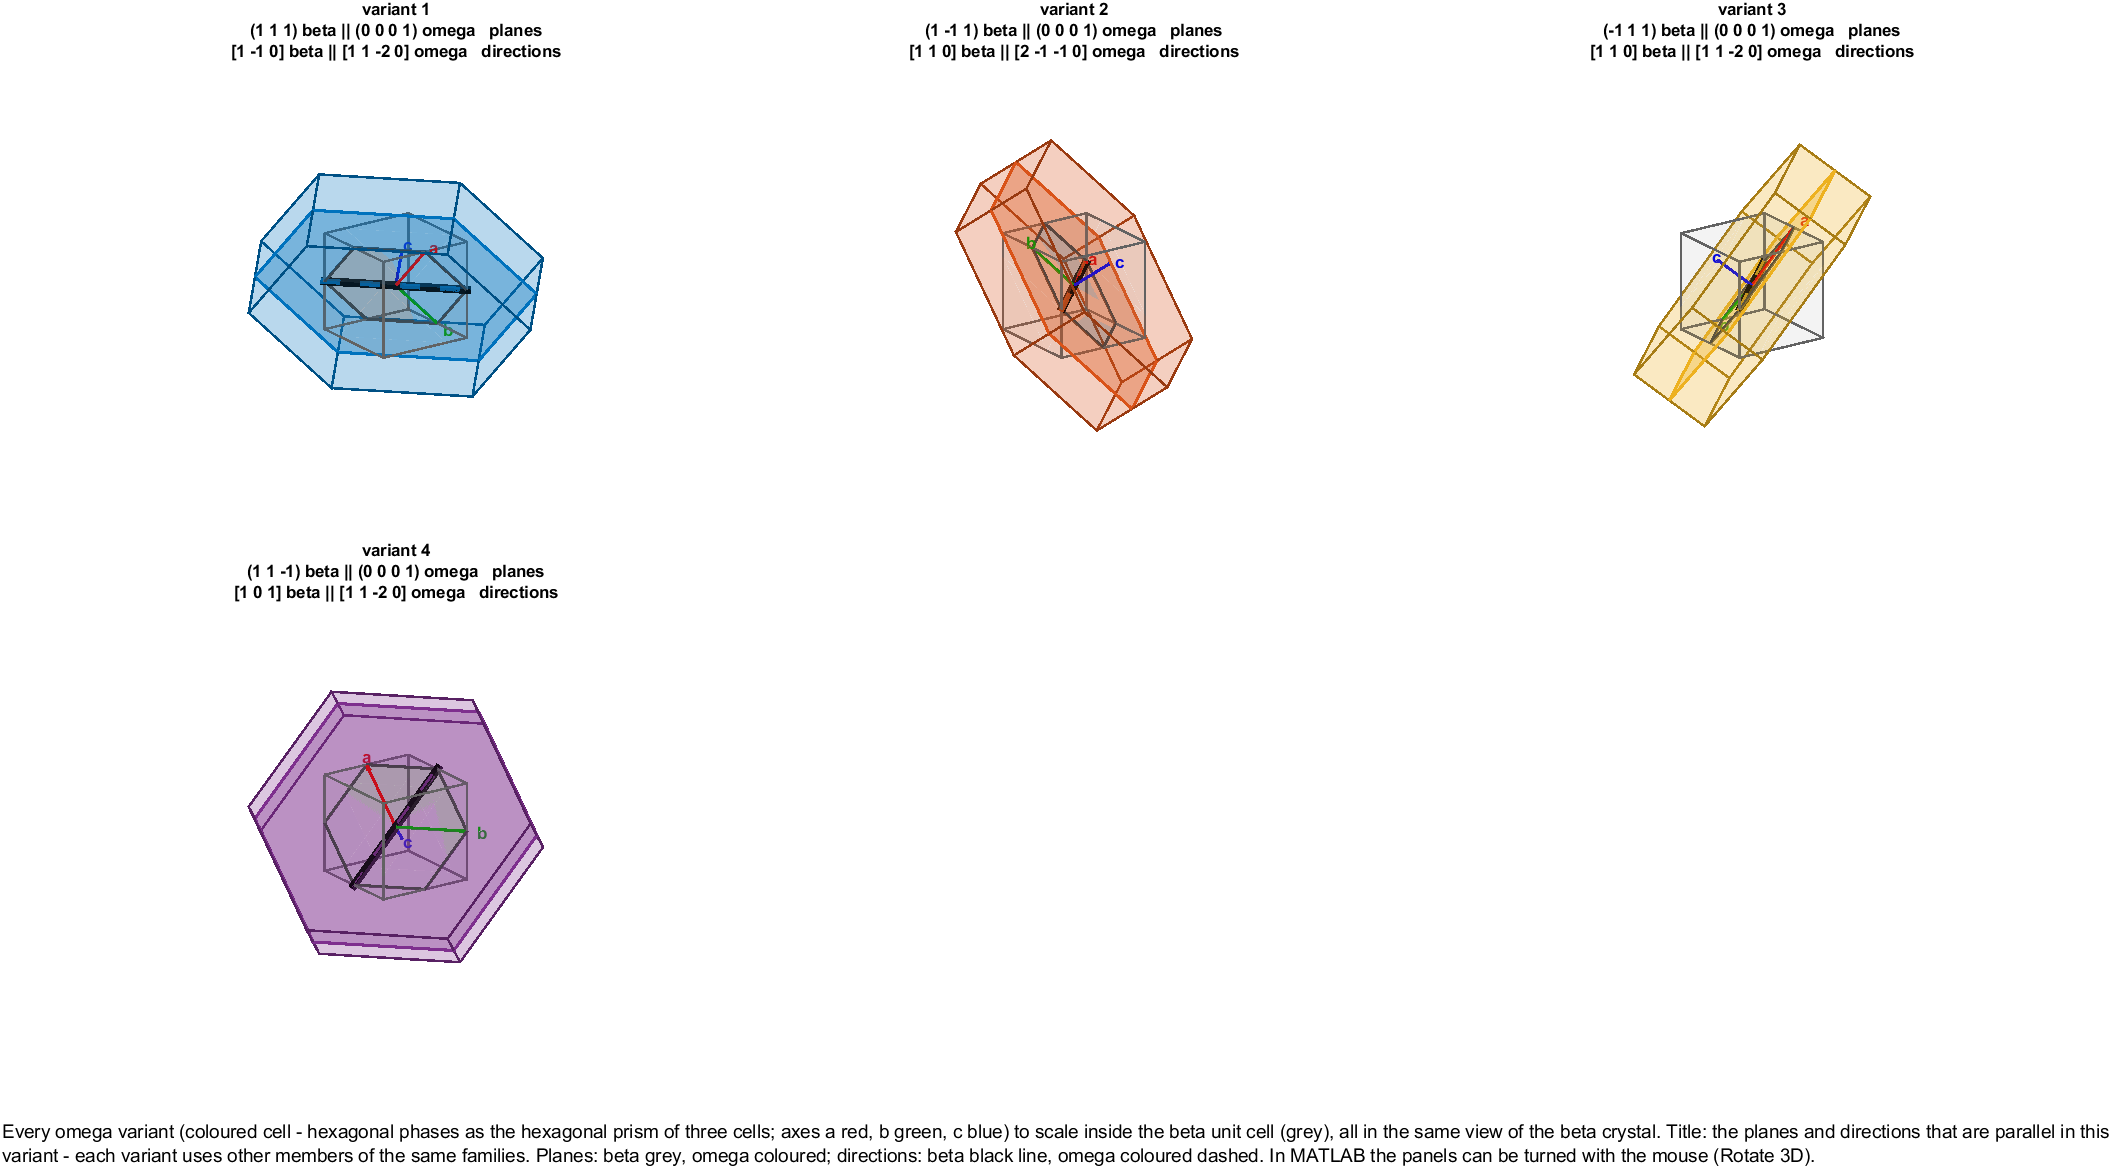 variant 1
(1 1 1) beta || (0 0 0 1) omega planes
[1 -1 0] beta || [1 1 -2 0] omega directions
variant 2
(1 -1 1) beta || (0 0 0 1) omega planes
[1 1 0] beta || [2 -1 -1 0] omega directions
variant 3
(-1 1 1) beta || (0 0 0 1) omega planes
[1 1 0] beta || [1 1 -2 0] omega directions
c
a
b
b
a
c
c
a
variant 4
(1 1 -1) beta || (0 0 0 1) omega planes
[1 0 1] beta || [1 1 -2 0] omega directions
a
b
c
Every omega variant (coloured cell - hexagonal phases as the hexagonal prism of three cells; axes a red, b green, c blue) to scale inside the beta unit cell (grey), all in the same view of the beta crystal. Title: the planes and directions that are parallel in this
variant - each variant uses other members of the same families. Planes: beta grey, omega coloured; directions: beta black line, omega coloured dashed. In MATLAB the panels can be turned with the mouse (Rotate 3D).